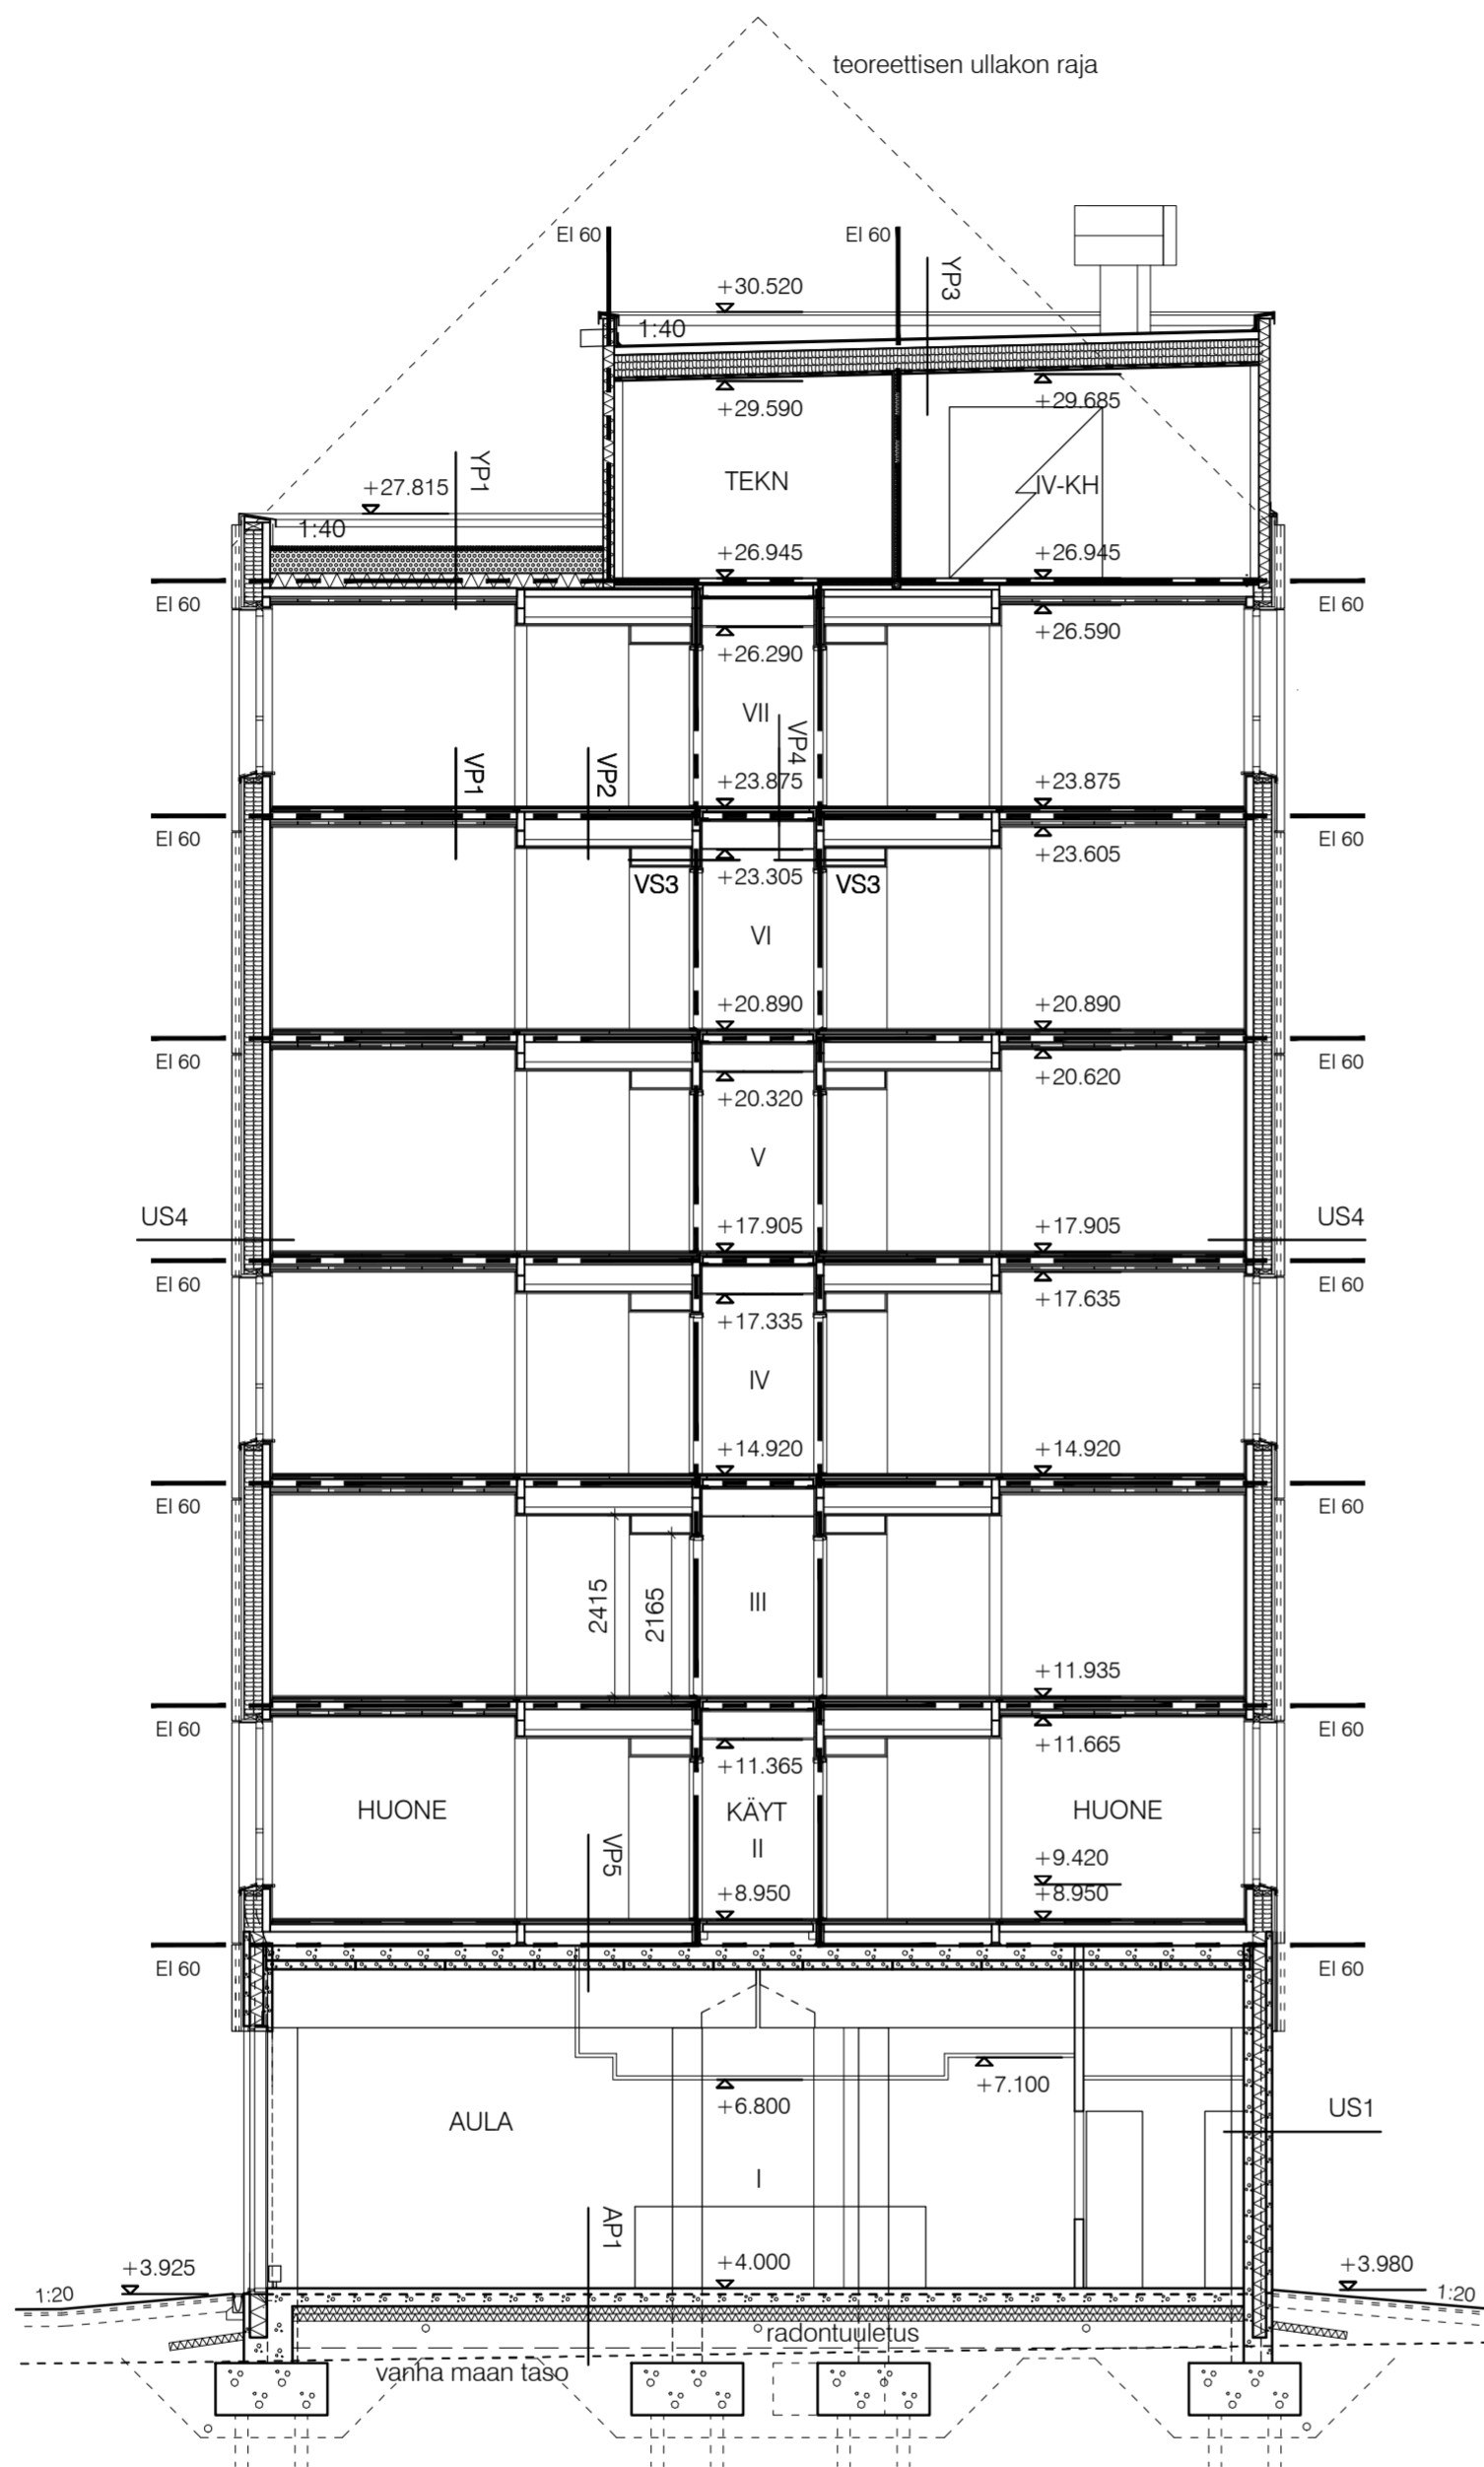 teoreettisen ullakon raja
EI 60
EI 60
YP3
+30.520
1:40
+29.590
+29.685
TEKN
IV-KH
YP1
+27.815
1:40
+26.945
+26.945
EI 60
EI 60
+26.590
+26.290
VII
VP4
VP1
VP2
+23.875
+23.875
EI 60
EI 60
+23.605
+23.305
VS3
VS3
VI
+20.890
+20.890
EI 60
EI 60
+20.620
+20.320
V
US4
US4
+17.905
+17.905
EI 60
EI 60
+17.635
+17.335
IV
+14.920
+14.920
EI 60
EI 60
2415
2165
III
+11.935
EI 60
EI 60
+11.665
+11.365
HUONE
KÄYT
HUONE
II
VP5
+9.420
+8.950
+8.950
EI 60
EI 60
+7.100
+6.800
AULA
US1
I
AP1
+4.000
+3.925
+3.980
1:20
1:20
radontuuletus
vanha maan taso